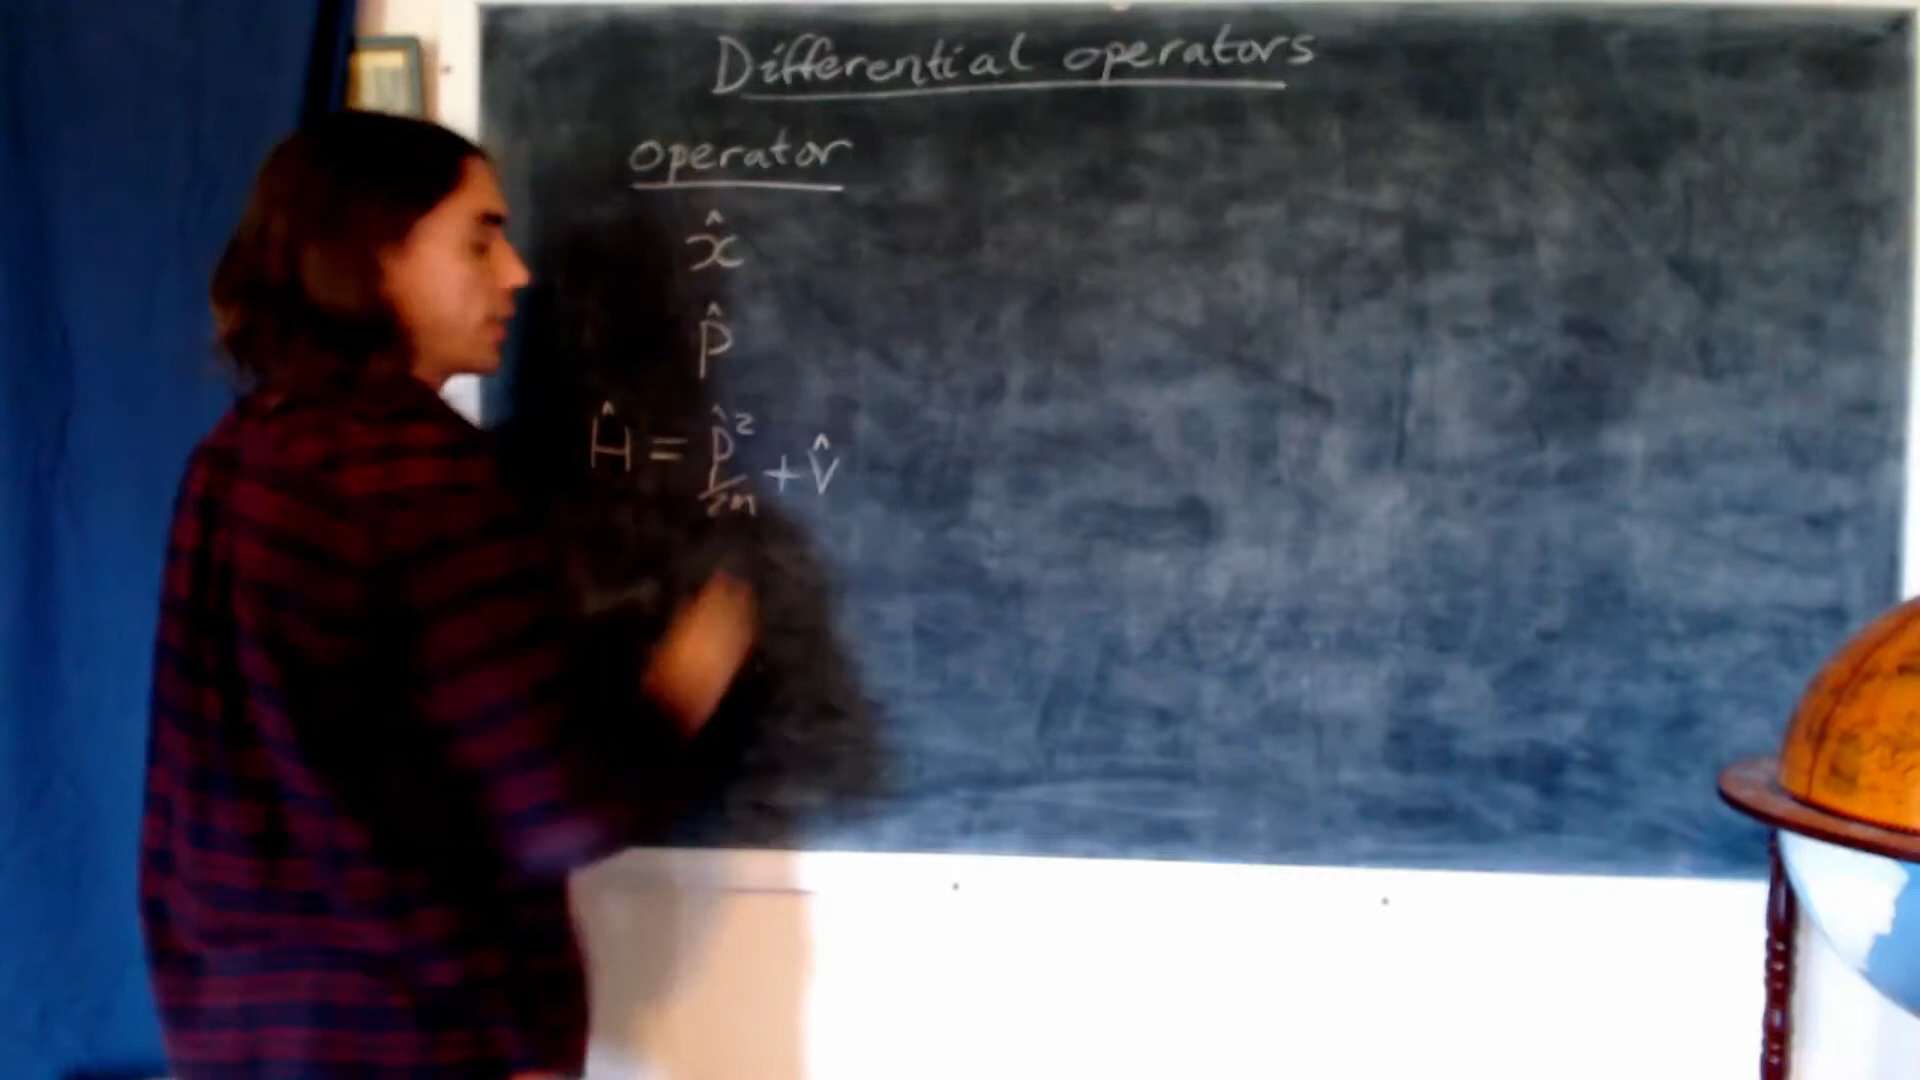 Differential operators
operator
x̂
p̂
Ĥ = p̂²/2m + V̂